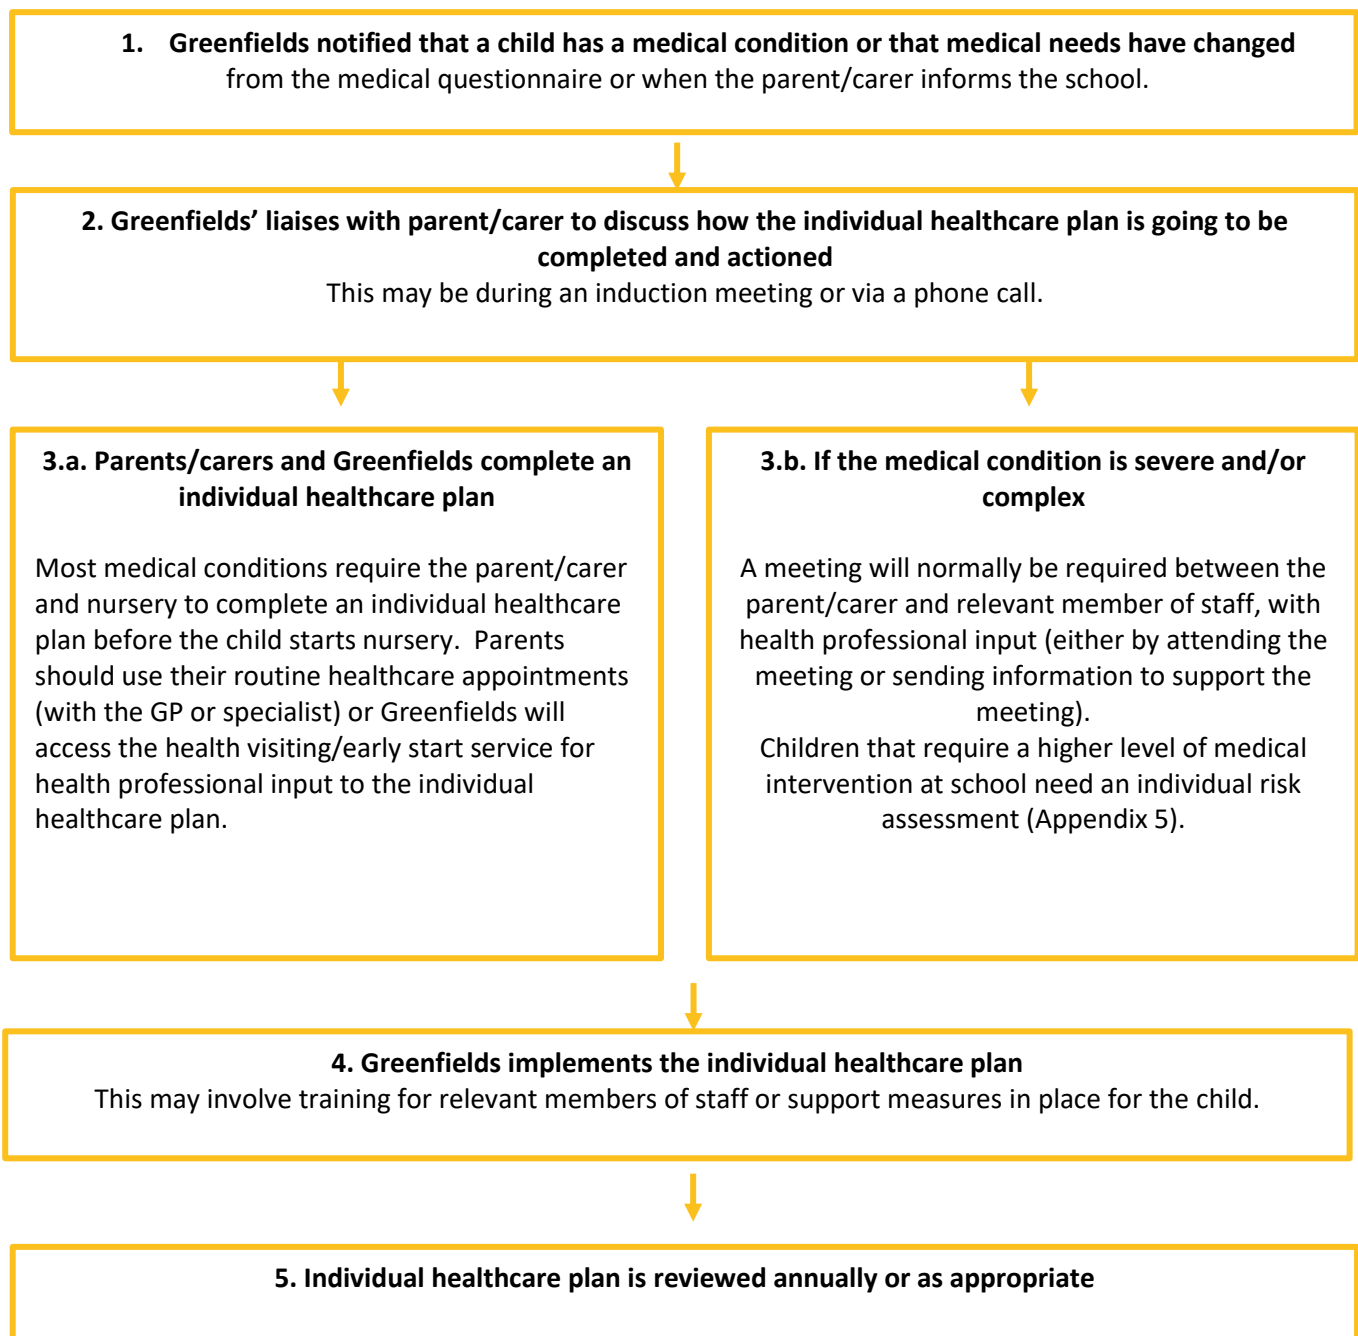 1. Greenfields notified that a child has a medical condition or that medical needs have changed
from the medical questionnaire or when the parent/carer informs the school.
2. Greenfields’ liaises with parent/carer to discuss how the individual healthcare plan is going to be
completed and actioned
This may be during an induction meeting or via a phone call.
3.a. Parents/carers and Greenfields complete an
individual healthcare plan
Most medical conditions require the parent/carer
and nursery to complete an individual healthcare
plan before the child starts nursery. Parents
should use their routine healthcare appointments
(with the GP or specialist) or Greenfields will
access the health visiting/early start service for
health professional input to the individual
healthcare plan.
3.b. If the medical condition is severe and/or
complex
A meeting will normally be required between the
parent/carer and relevant member of staff, with
health professional input (either by attending the
meeting or sending information to support the
meeting).
Children that require a higher level of medical
intervention at school need an individual risk
assessment (Appendix 5).
4. Greenfields implements the individual healthcare plan
This may involve training for relevant members of staff or support measures in place for the child.
5. Individual healthcare plan is reviewed annually or as appropriate